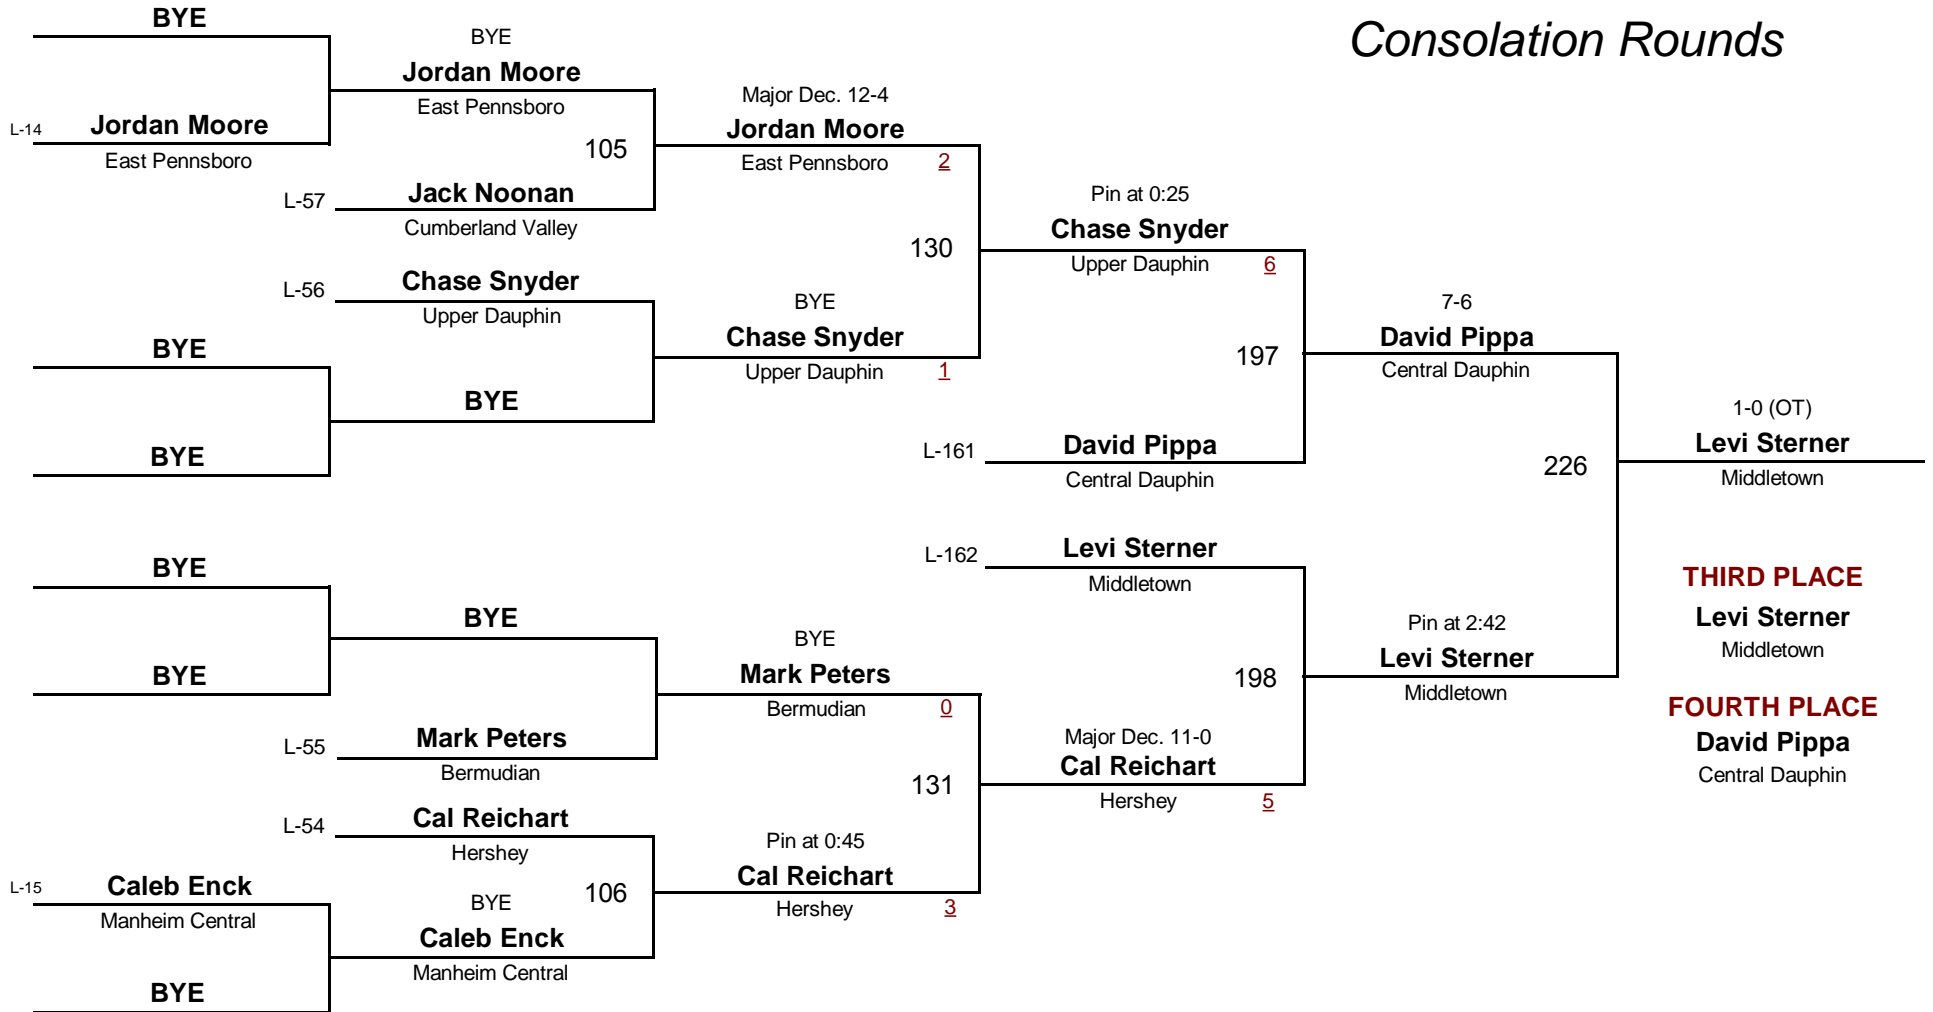 Consolation Rounds
BYE
L-14
Jordan Moore
East Pennsboro
BYE
BYE
BYE
BYE
L-15
Caleb Enck
Manheim Central
BYE
BYE
Jordan Moore
East Pennsboro
105
L-57
Jack Noonan
Cumberland Valley
L-56
Chase Snyder
Upper Dauphin
BYE
BYE
L-55
Mark Peters
Bermudian
L-54
Cal Reichart
Hershey
106
BYE
Caleb Enck
Manheim Central
Major Dec. 12-4
Jordan Moore
East Pennsboro
2
130
BYE
Chase Snyder
Upper Dauphin
1
BYE
Mark Peters
Bermudian
0
131
Pin at 0:45
Cal Reichart
Hershey
3
Pin at 0:25
Chase Snyder
Upper Dauphin
6
197
L-161
David Pippa
Central Dauphin
L-162
Levi Sterner
Middletown
198
Major Dec. 11-0
Cal Reichart
Hershey
5
7-6
David Pippa
Central Dauphin
226
Pin at 2:42
Levi Sterner
Middletown
1-0 (OT)
Levi Sterner
Middletown
THIRD PLACE
Levi Sterner
Middletown
FOURTH PLACE
David Pippa
Central Dauphin